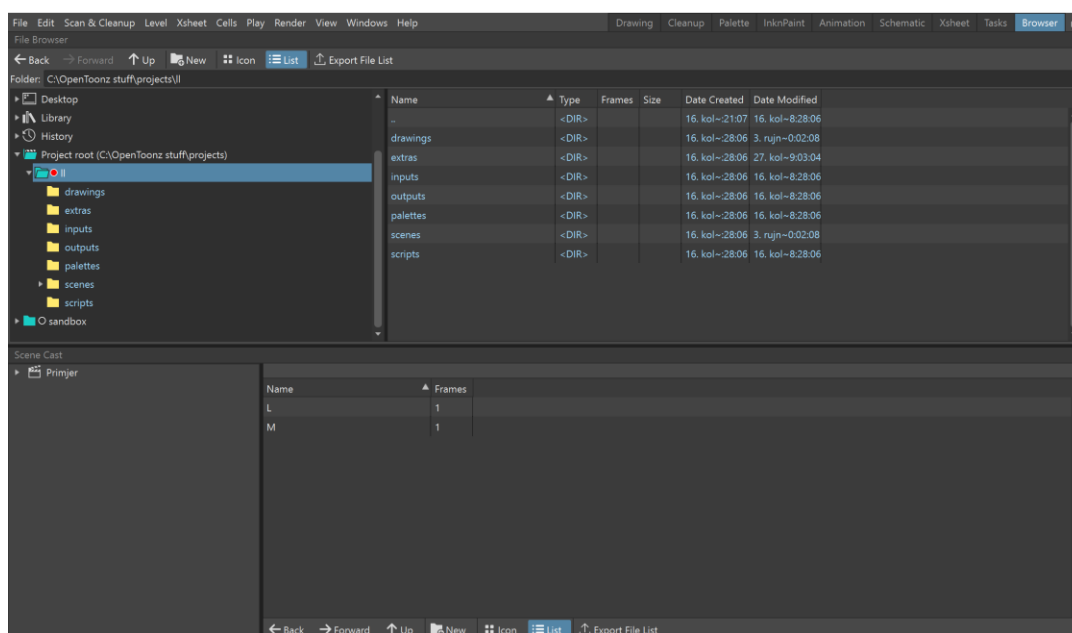 File Edit Scan & Cleanup Level Xsheet Cells Play Render View Windows Help Drawing Cleanup Palette InknPaint Animation Schematic Xsheet Tasks Browser
File Browser
Back Forward Up New Icon List Export File List
Folder: C:\OpenToonz stuff\projects\ll
Desktop
Library
History
Project root (C:\OpenToonz stuff\projects)
ll
drawings
extras
inputs
outputs
palettes
scenes
scripts
sandbox
Name Type Frames Size Date Created Date Modified
.. <DIR> 16. kol~:21:07 16. kol~8:28:06
drawings <DIR> 16. kol~:28:06 3. rujn~0:02:08
extras <DIR> 16. kol~:28:06 27. kol~9:03:04
inputs <DIR> 16. kol~:28:06 16. kol~8:28:06
outputs <DIR> 16. kol~:28:06 16. kol~8:28:06
palettes <DIR> 16. kol~:28:06 16. kol~8:28:06
scenes <DIR> 16. kol~:28:06 3. rujn~0:02:08
scripts <DIR> 16. kol~:28:06 16. kol~8:28:06
Scene Cast
Primjer
Name Frames
L 1
M 1
Back Forward Up New Icon List Export File List